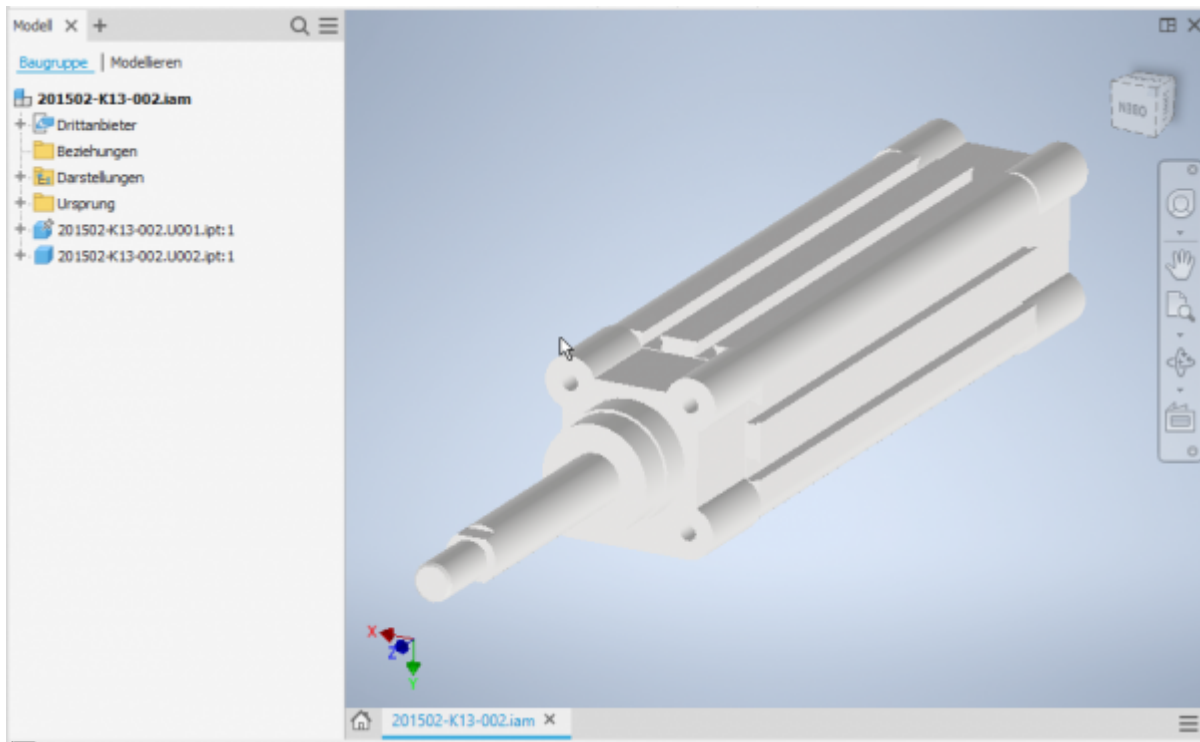 Modell
Baugruppe | Modellieren
201502-K13-002.iam
Drittanbieter
Beziehungen
Darstellungen
Ursprung
201502-K13-002.U001.ipt:1
201502-K13-002.U002.ipt:1
OBEN
X
Z
Y
201502-K13-002.iam